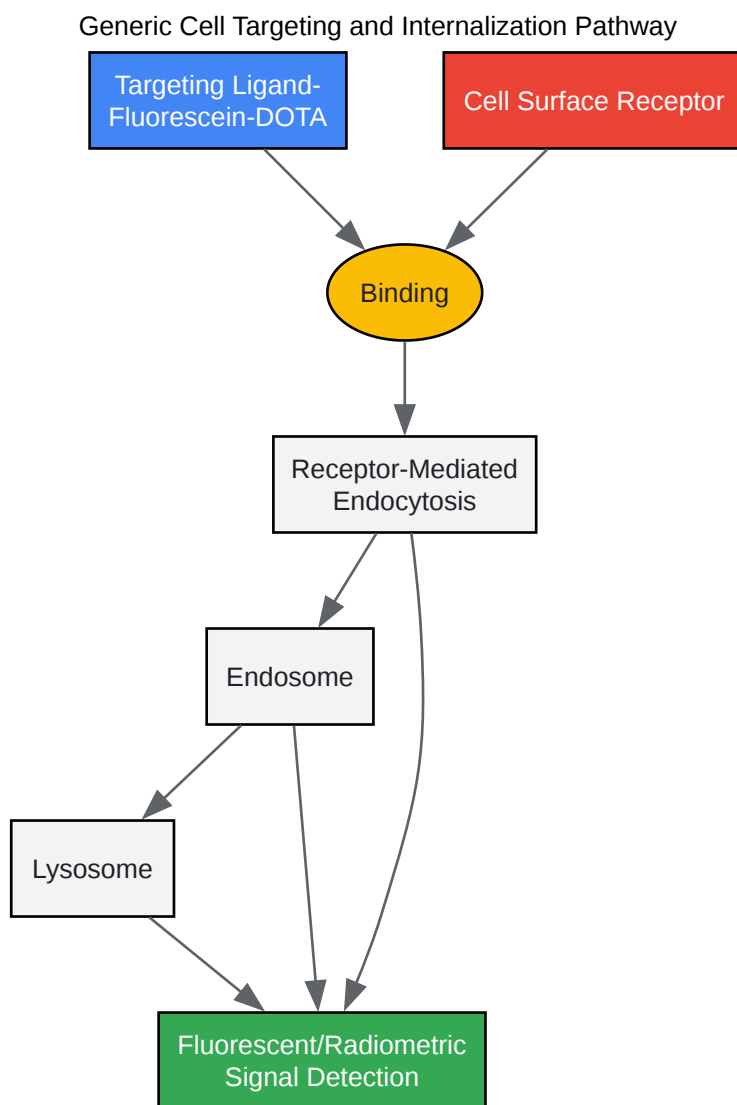 Generic Cell Targeting and Internalization Pathway
Targeting Ligand-
Fluorescein-DOTA
Cell Surface Receptor
Binding
Receptor-Mediated
Endocytosis
Endosome
Lysosome
Fluorescent/Radiometric
Signal Detection